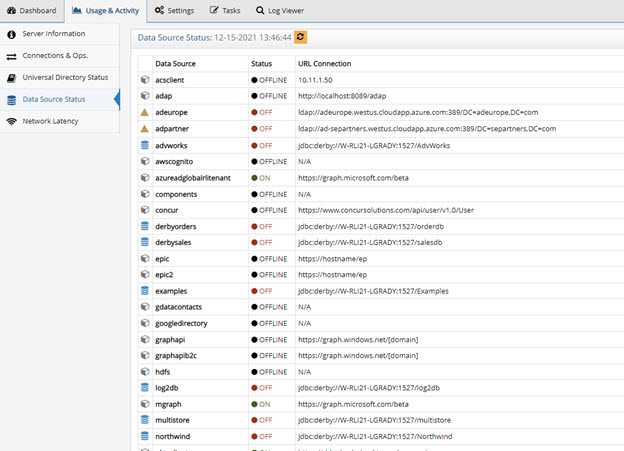 Dashboard Usage & Activity Settings Tasks Log Viewer
Server Information
Connections & Ops.
Universal Directory Status
Data Source Status
Network Latency
Data Source Status: 12-15-2021 13:46:44
Data Source Status URL Connection
acsclient OFFLINE 10.11.1.50
adap OFFLINE http://localhost:8089/adap
adeurope OFF ldap://adeurope.westus.cloudapp.azure.com:389/DC=adeurope,DC=com
adpartner OFF ldap://ad-separtners.westus.cloudapp.azure.com:389/DC=separtners,DC=com
advworks OFF jdbc:derby://W-RLI21-LGRADY:1527/AdvWorks
awscognito OFFLINE N/A
azureadglobalrlitenant ON https://graph.microsoft.com/beta
components OFFLINE N/A
concur OFFLINE https://www.concursolutions.com/api/user/v1.0/User
derbyorders OFF jdbc:derby://W-RLI21-LGRADY:1527/orderdb
derbysales OFF jdbc:derby://W-RLI21-LGRADY:1527/salesdb
epic OFFLINE https://hostname/ep
epic2 OFFLINE https://hostname/ep
examples OFF jdbc:derby://W-RLI21-LGRADY:1527/Examples
gdatacontacts OFFLINE N/A
googledirectory OFFLINE N/A
graphapi OFFLINE https://graph.windows.net/[domain]
graphapib2c OFFLINE https://graph.windows.net/[domain]
hdfs OFFLINE N/A
log2db OFF jdbc:derby://W-RLI21-LGRADY:1527/log2db
mgraph ON https://graph.microsoft.com/beta
multistore OFF jdbc:derby://W-RLI21-LGRADY:1527/multistore
northwind OFF jdbc:derby://W-RLI21-LGRADY:1527/Northwind